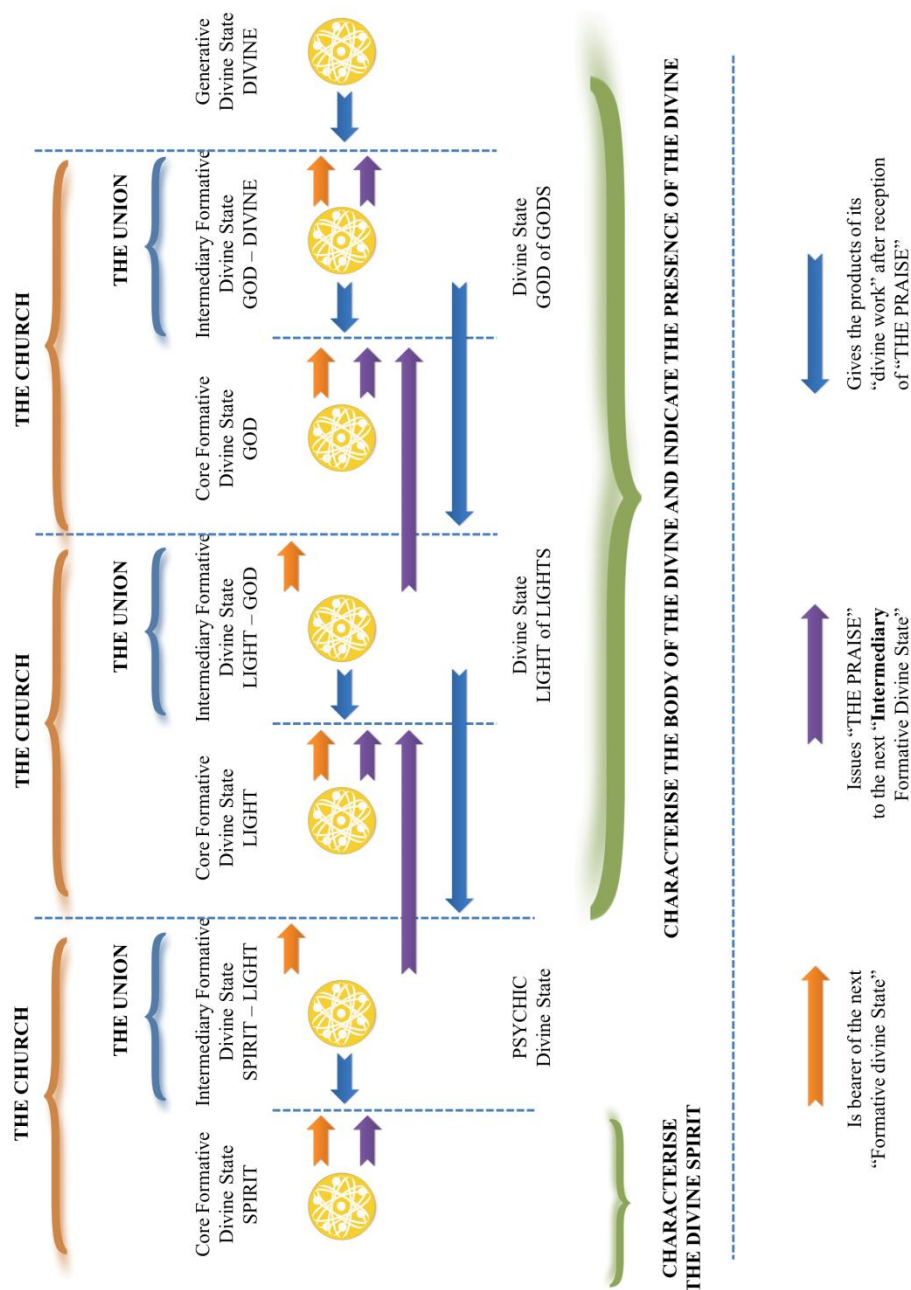 THE CHURCH
THE CHURCH
THE CHURCH
THE UNION
THE UNION
THE UNION
Core Formative
Divine State
SPIRIT
Intermediary Formative
Divine State
SPIRIT – LIGHT
Core Formative
Divine State
LIGHT
Intermediary Formative
Divine State
LIGHT – GOD
Core Formative
Divine State
GOD
Intermediary Formative
Divine State
GOD – DIVINE
Generative
Divine State
DIVINE
PSYCHIC
Divine State
Divine State
LIGHT of LIGHTS
Divine State
GOD of GODS
CHARACTERISE
THE DIVINE SPIRIT
CHARACTERISE THE BODY OF THE DIVINE AND INDICATE THE PRESENCE OF THE DIVINE
Is bearer of the next
“Formative divine State”
Issues “THE PRAISE”
to the next “Intermediary
Formative Divine State”
Gives the products of its
“divine work” after reception
of “THE PRAISE”